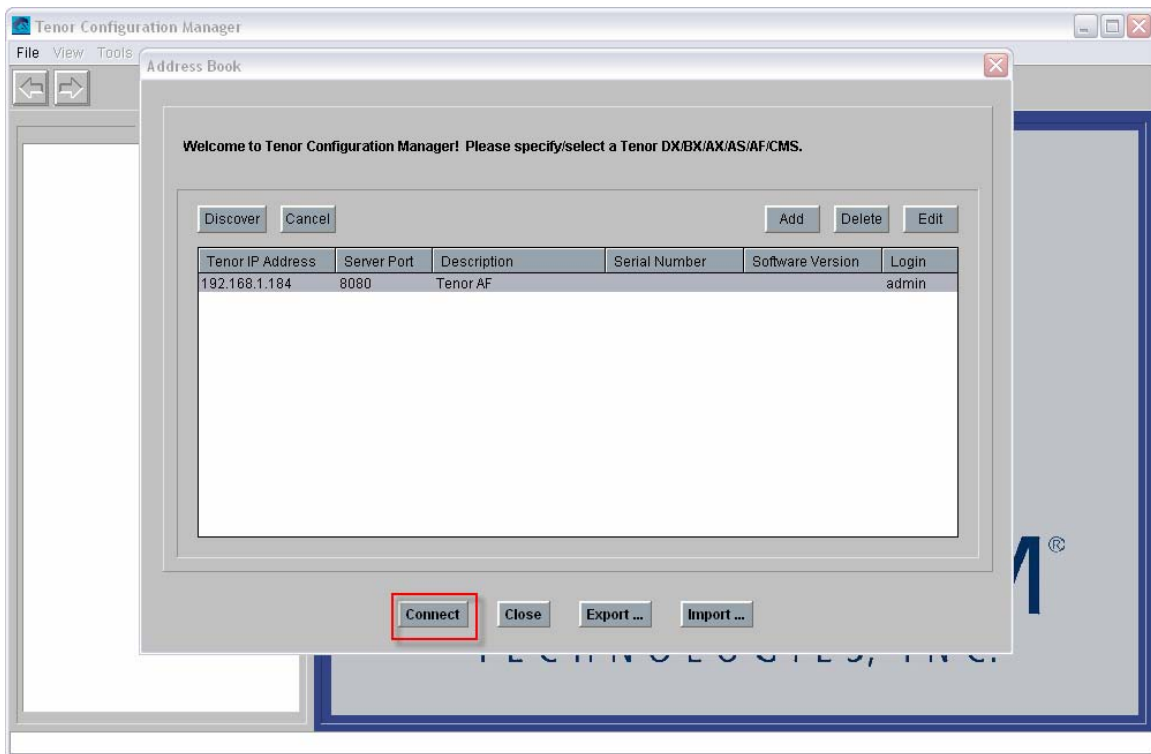 Tenor Configuration Manager
File View Tools
Address Book
Welcome to Tenor Configuration Manager! Please specify/select a Tenor DX/BX/AX/AS/AF/CMS.
Discover Cancel Add Delete Edit
Tenor IP Address Server Port Description Serial Number Software Version Login
192.168.1.184 8080 Tenor AF admin
M®
Connect Close Export ... Import ...
TECHNOLOGIES, INC.